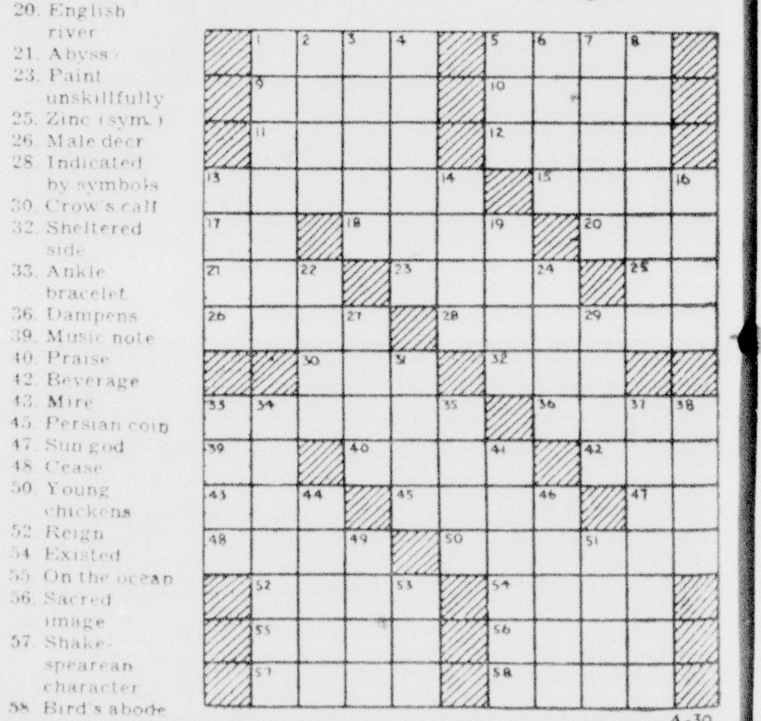 20. English
river
21. Abyss
23. Paint
unskillfully
25. Zinc (sym.)
26. Male deer
28. Indicated
by symbols
30. Crow's call
32. Sheltered
side
33. Ankle
bracelet
36. Dampens
39. Music note
40. Praise
42. Beverage
43. Mire
45. Persian coin
47. Sun god
48. Cease
50. Young
chickens
52. Reign
54. Existed
55. On the ocean
56. Sacred
image
57. Shake-
spearean
character
58. Bird's abode
1 2 3 4 5 6 7 8
9 10
11 12
13 14 15 16
17 18 19 20
21 22 23 24 25
26 27 28 29
30 31 32
33 34 35 36 37 38
39 40 41 42
43 44 45 46 47
48 49 50 51
52 53 54
55 56
57 58
4-30